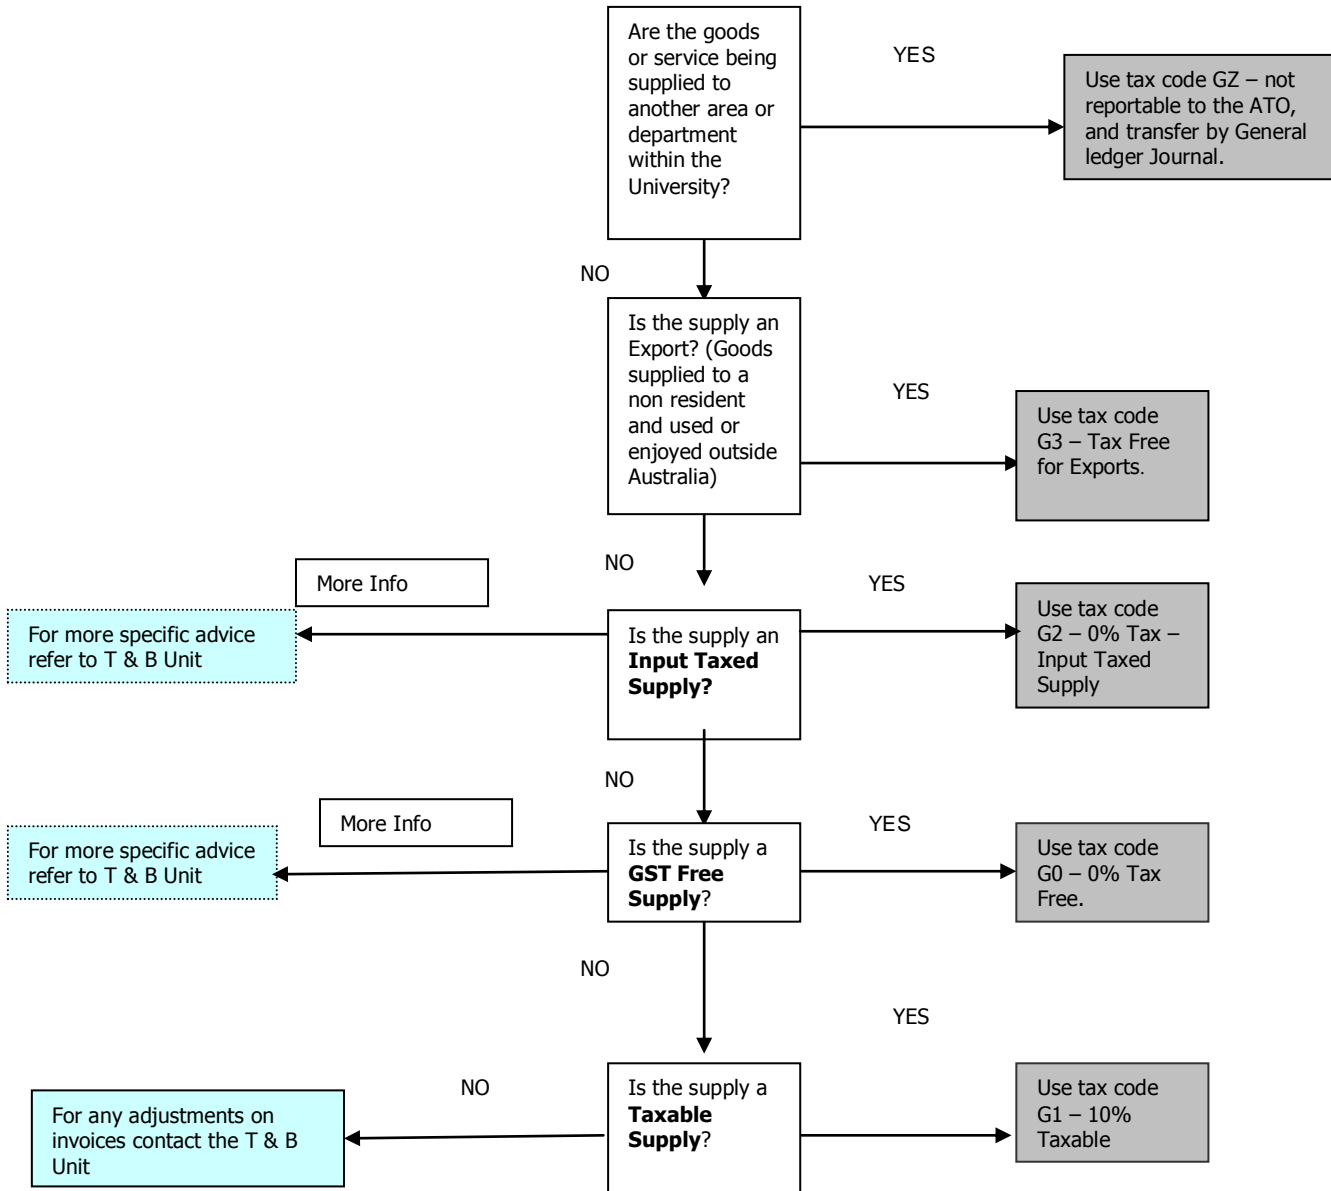 Are the goods
or service being
supplied to
another area or
department
within the
University?
YES
Use tax code GZ – not
reportable to the ATO,
and transfer by General
ledger Journal.
NO
Is the supply an
Export? (Goods
supplied to a
non resident
and used or
enjoyed outside
Australia)
YES
Use tax code
G3 – Tax Free
for Exports.
NO
More Info
For more specific advice
refer to T & B Unit
Is the supply an
Input Taxed
Supply?
YES
Use tax code
G2 – 0% Tax –
Input Taxed
Supply
NO
More Info
For more specific advice
refer to T & B Unit
Is the supply a
GST Free
Supply?
YES
Use tax code
G0 – 0% Tax
Free.
NO
YES
NO
For any adjustments on
invoices contact the T & B
Unit
Is the supply a
Taxable
Supply?
Use tax code
G1 – 10%
Taxable